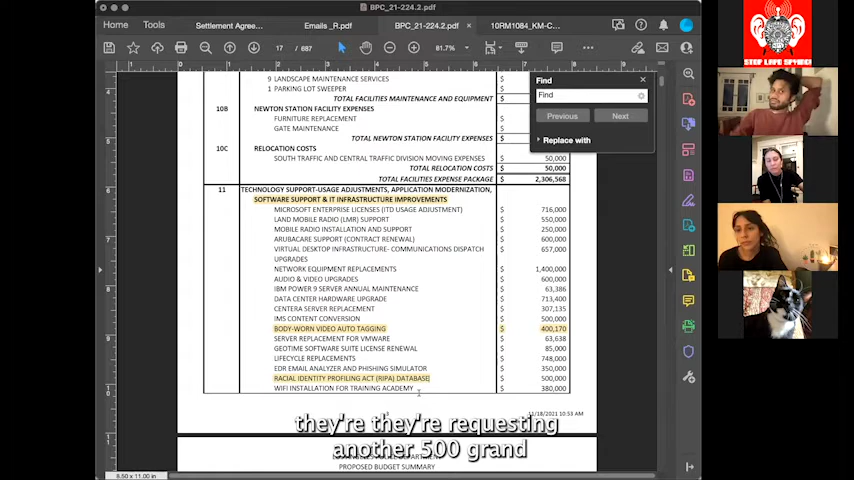 BPC_21-224.2.pdf
Home Tools Settlement Agree... Emails _R.pdf BPC_21-224.2.pdf × 10RM1084_KM-C...
17 / 687 81.7%
9 LANDSCAPE MAINTENANCE SERVICES $
1 PARKING LOT SWEEPER $
TOTAL FACILITIES MAINTENANCE AND EQUIPMENT $
10B NEWTON STATION FACILITY EXPENSES
FURNITURE REPLACEMENT $
GATE MAINTENANCE $
TOTAL NEWTON STATION FACILITY EXPENSES $
10C RELOCATION COSTS
SOUTH TRAFFIC AND CENTRAL TRAFFIC DIVISION MOVING EXPENSES $ 50,000
TOTAL RELOCATION COSTS $ 50,000
TOTAL FACILITIES EXPENSE PACKAGE $ 2,306,568
11 TECHNOLOGY SUPPORT-USAGE ADJUSTMENTS, APPLICATION MODERNIZATION,
SOFTWARE SUPPORT & IT INFRASTRUCTURE IMPROVEMENTS
MICROSOFT ENTERPRISE LICENSES (ITD USAGE ADJUSTMENT) $ 716,000
LAND MOBILE RADIO (LMR) SUPPORT $ 550,000
MOBILE RADIO INSTALLATION AND SUPPORT $ 250,000
ARUBACARE SUPPORT (CONTRACT RENEWAL) $ 600,000
VIRTUAL DESKTOP INFRASTRUCTURE- COMMUNICATIONS DISPATCH $ 657,000
UPGRADES
NETWORK EQUIPMENT REPLACEMENTS $ 1,400,000
AUDIO & VIDEO UPGRADES $ 600,000
IBM POWER 9 SERVER ANNUAL MAINTENANCE $ 63,386
DATA CENTER HARDWARE UPGRADE $ 713,400
CENTERA SERVER REPLACEMENT $ 307,135
IMS CONTENT CONVERSION $ 500,000
BODY-WORN VIDEO AUTO TAGGING $ 400,170
SERVER REPLACEMENT FOR VMWARE $ 63,638
GEOTIME SOFTWARE SUITE LICENSE RENEWAL $ 85,000
LIFECYCLE REPLACEMENTS $ 748,000
EDR EMAIL ANALYZER AND PHISHING SIMULATOR $ 350,000
RACIAL IDENTITY PROFILING ACT (RIPA) DATABASE $ 500,000
WIFI INSTALLATION FOR TRAINING ACADEMY $ 380,000
6
7
8
9
10
11/18/2021 10:53 AM
PROPOSED BUDGET SUMMARY
8.50 x 11.00 in
Find
Find
Previous Next
Replace with
STOP LAPD SPYING!
they're they're requesting
another 500 grand